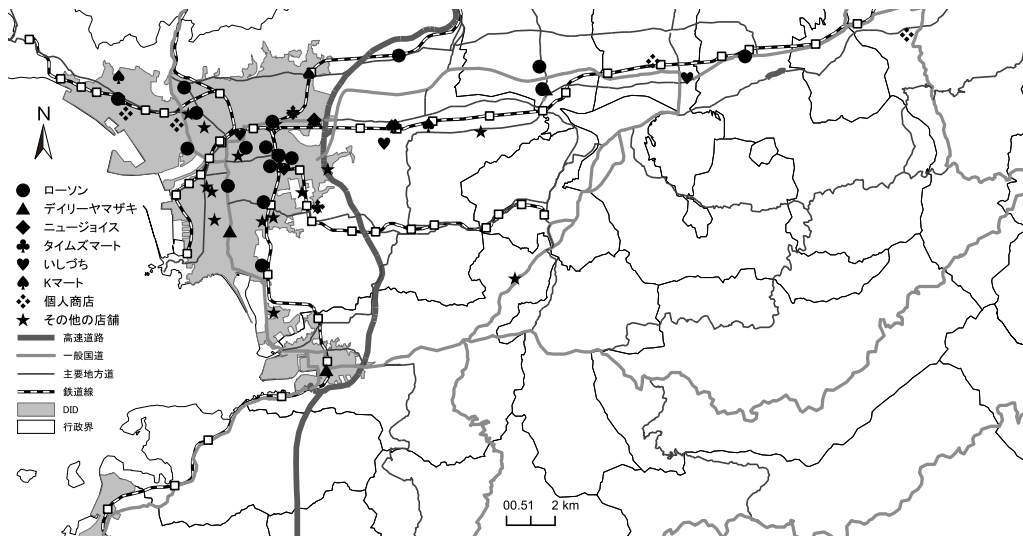 N
ローソン
デイリーヤマザキ
ニュージョイス
タイムズマート
いしづち
Kマート
個人商店
その他の店舗
高速道路
一般国道
主要地方道
鉄道線
DID
行政界
00.51 2 km